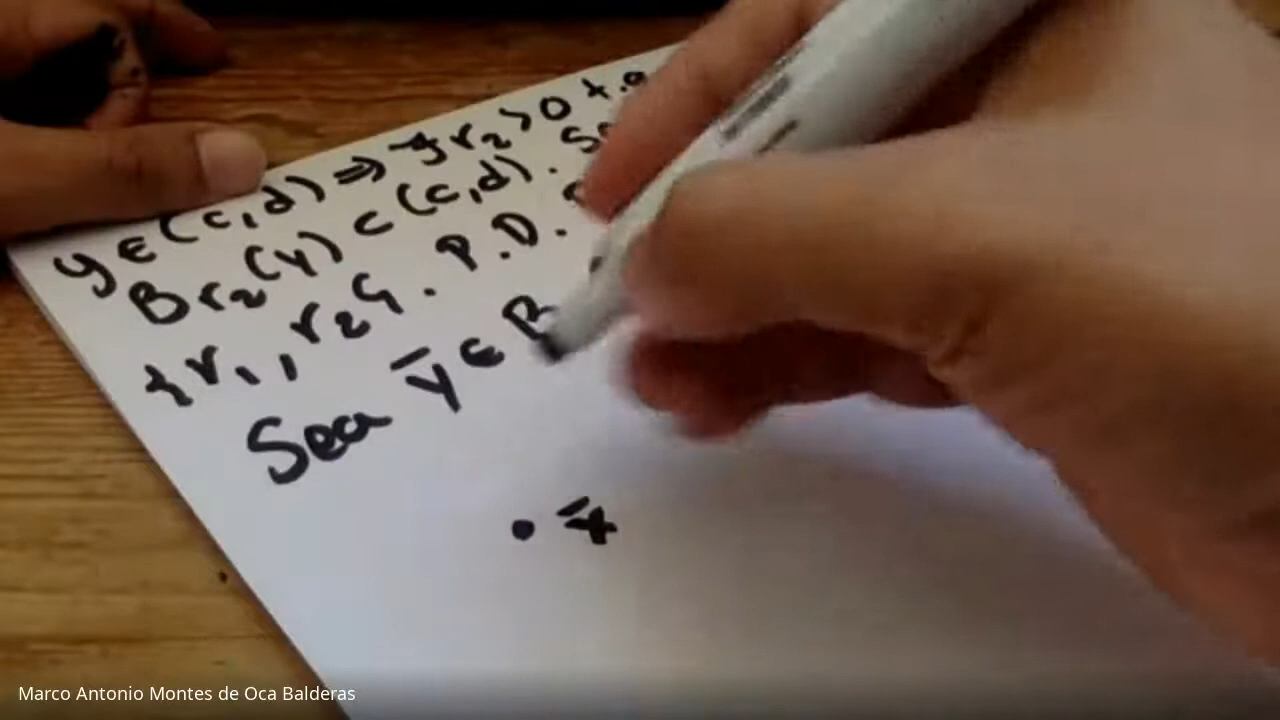 y ∈ (c,d) ⇒ ∃ r₂ > 0 t.q
Br₂(y) ⊂ (c,d). Se
{r₁, r₂}. P.D.
Sea ȳ ∈ B
• x̄
Marco Antonio Montes de Oca Balderas